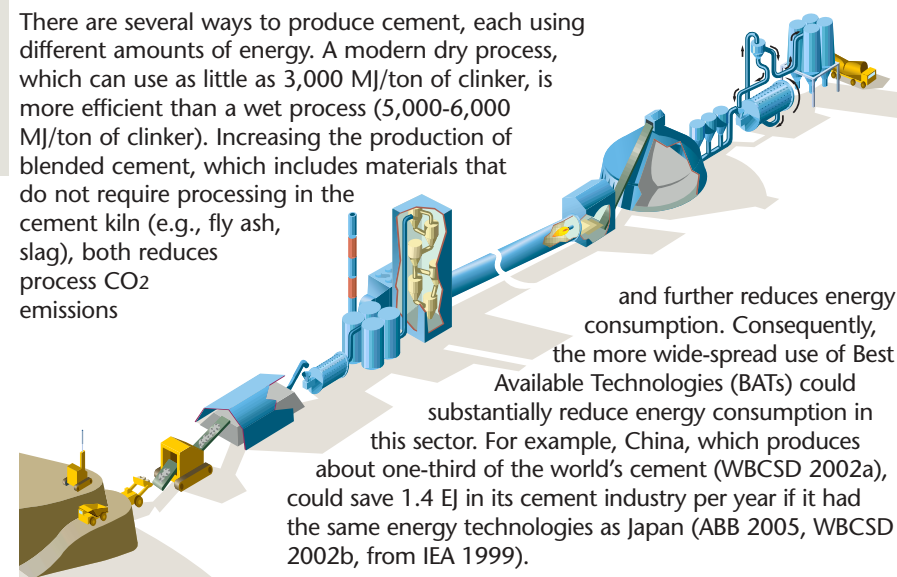 There are several ways to produce cement, each using
different amounts of energy. A modern dry process,
which can use as little as 3,000 MJ/ton of clinker, is
more efficient than a wet process (5,000-6,000
MJ/ton of clinker). Increasing the production of
blended cement, which includes materials that
do not require processing in the
cement kiln (e.g., fly ash,
slag), both reduces
process CO2
emissions
and further reduces energy
consumption. Consequently,
the more wide-spread use of Best
Available Technologies (BATs) could
substantially reduce energy consumption in
this sector. For example, China, which produces
about one-third of the world’s cement (WBCSD 2002a),
could save 1.4 EJ in its cement industry per year if it had
the same energy technologies as Japan (ABB 2005, WBCSD
2002b, from IEA 1999).